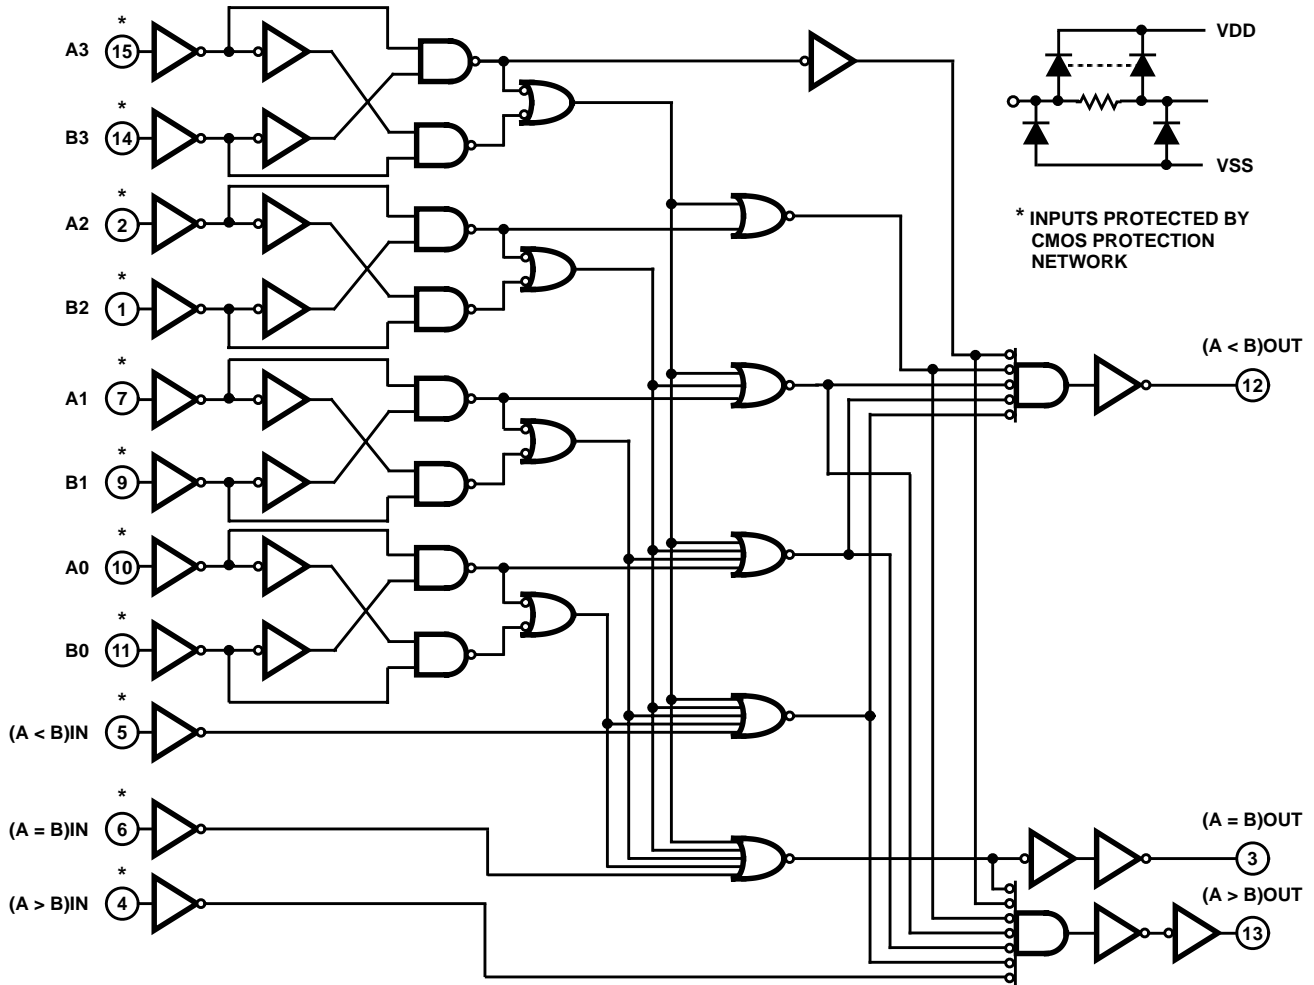 *
A3 15
VDD
*
B3 14
VSS
*
A2 2
* INPUTS PROTECTED BY
CMOS PROTECTION
NETWORK
*
B2 1
(A < B)OUT
*
A1 7
12
*
B1 9
*
A0 10
*
B0 11
*
(A < B)IN 5
*
(A = B)IN 6
(A = B)OUT
3
*
(A > B)IN 4
(A > B)OUT
13